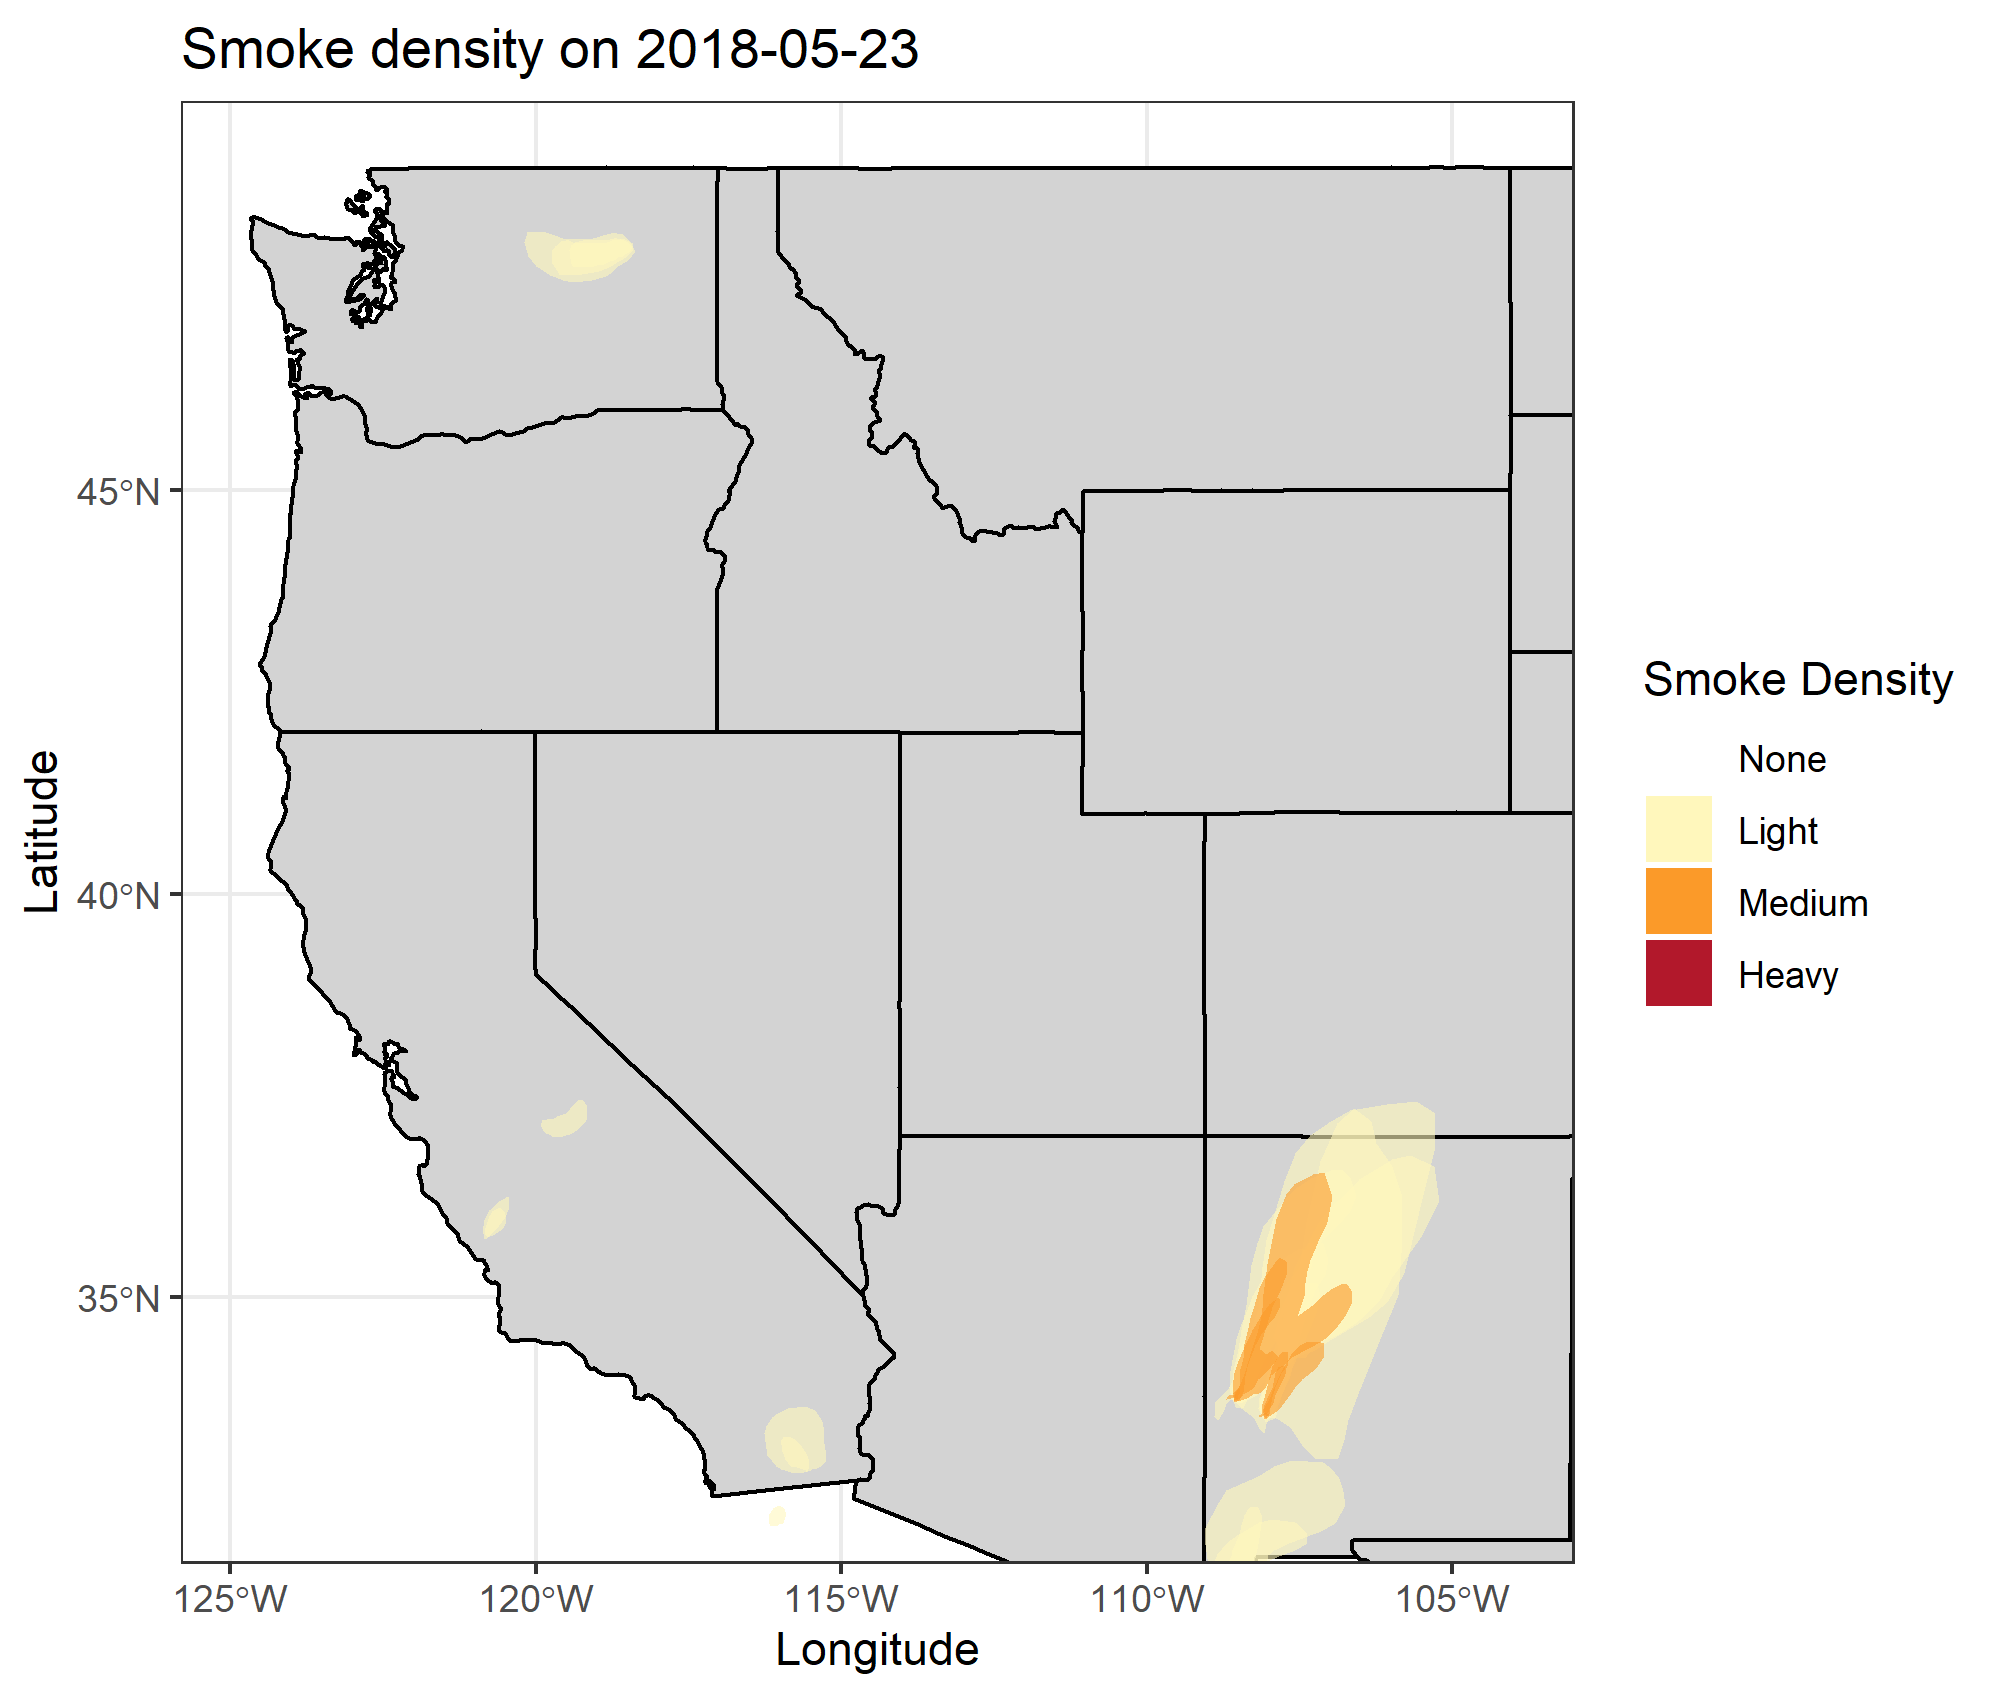 Smoke density on 2018-05-23
45°N
40°N
35°N
Latitude
125°W
120°W
115°W
110°W
105°W
Longitude
Smoke Density
None
Light
Medium
Heavy